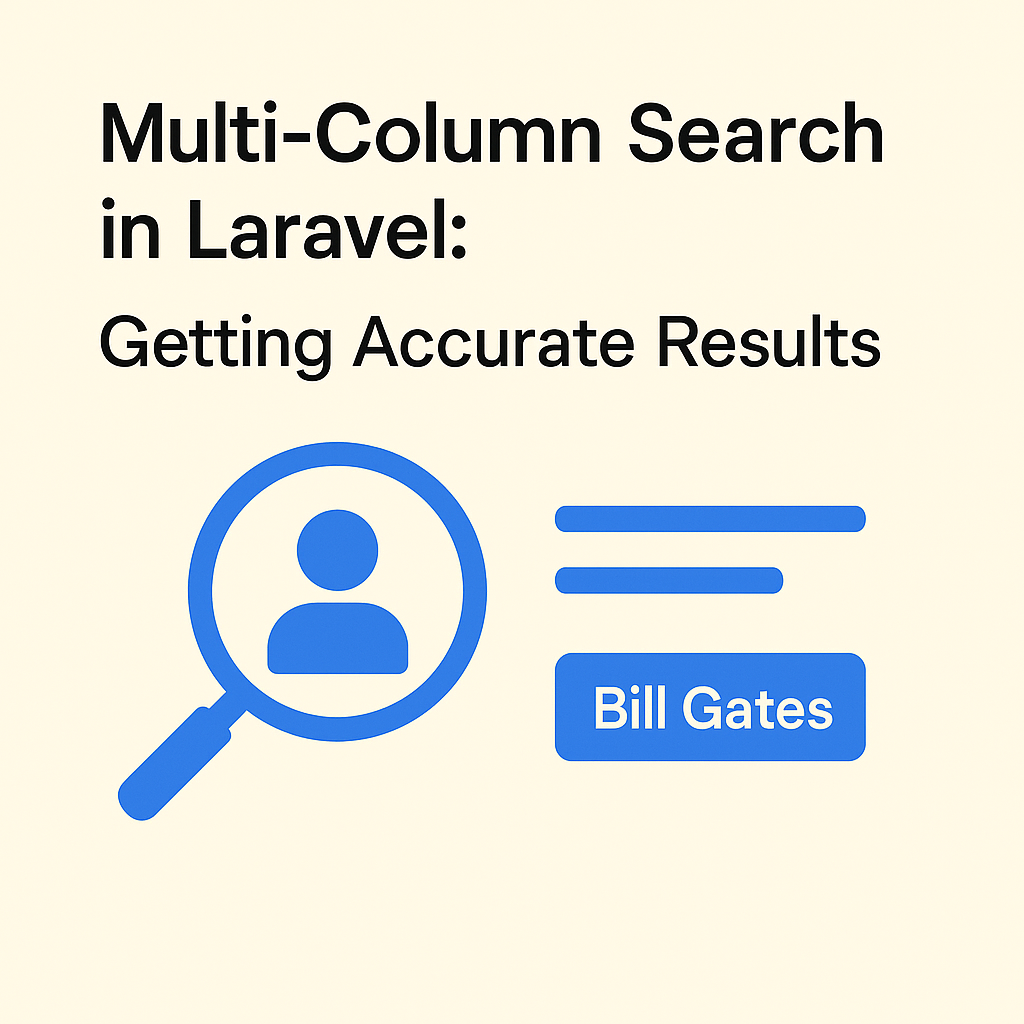 Multi-Column Search
in Laravel:
Getting Accurate Results
Bill Gates